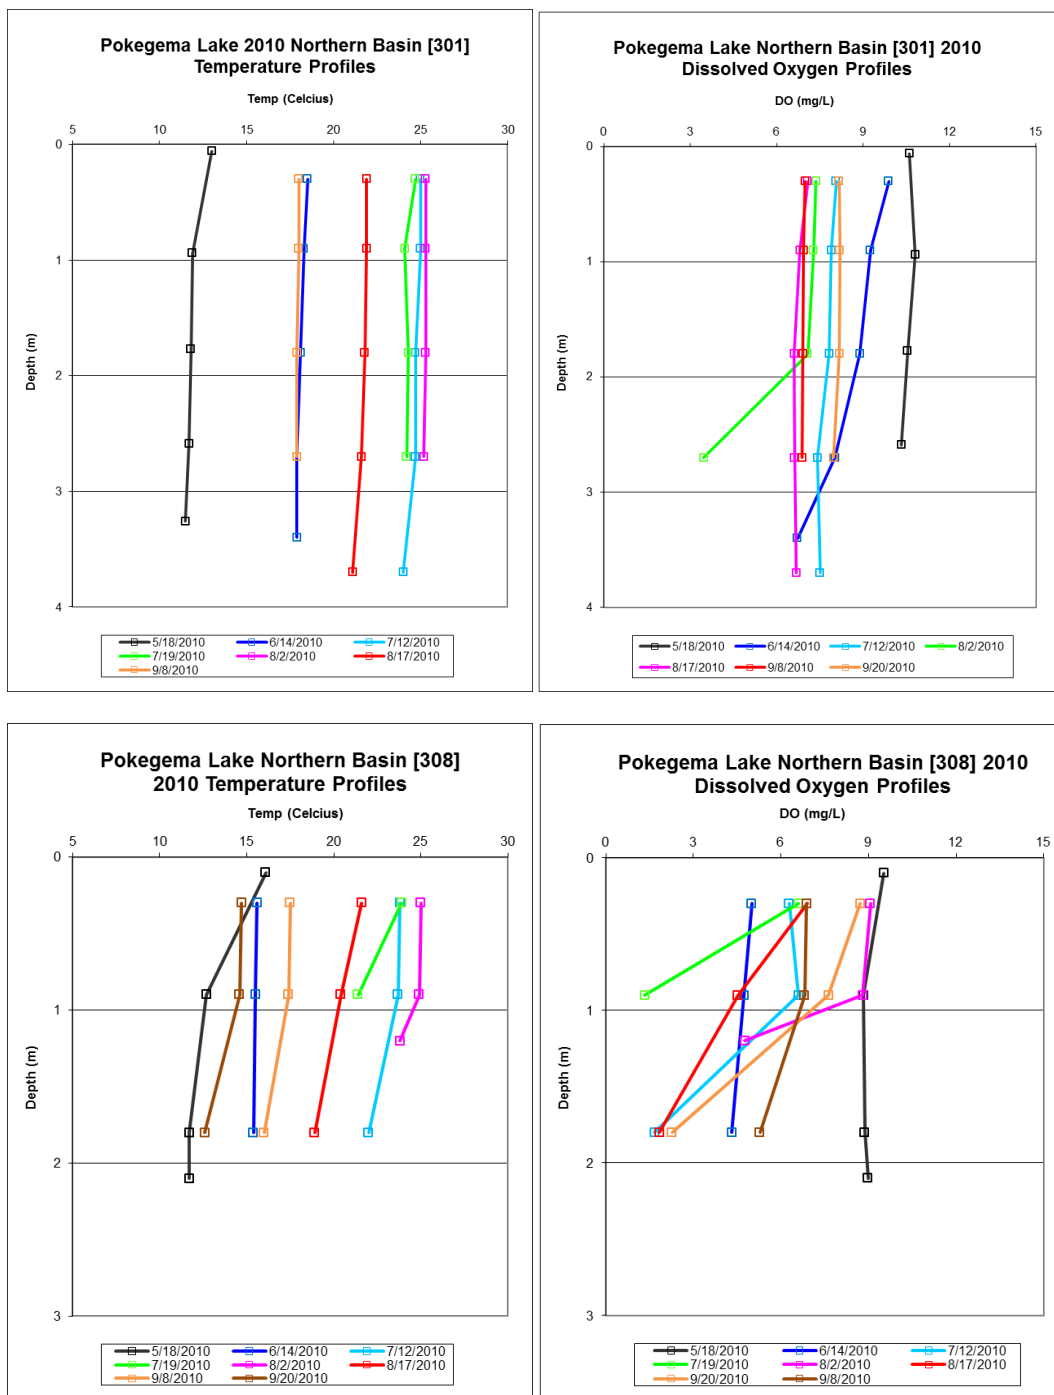 Pokegema Lake 2010 Northern Basin [301]
Temperature Profiles
Temp (Celcius)
5 10 15 20 25 30
0
1
2
3
4
Depth (m)
5/18/2010 6/14/2010 7/12/2010
7/19/2010 8/2/2010 8/17/2010
9/8/2010
Pokegema Lake Northern Basin [301] 2010
Dissolved Oxygen Profiles
DO (mg/L)
0 3 6 9 12 15
0
1
2
3
4
Depth (m)
5/18/2010 6/14/2010 7/12/2010 8/2/2010
8/17/2010 9/8/2010 9/20/2010
Pokegema Lake Northern Basin [308]
2010 Temperature Profiles
Temp (Celcius)
5 10 15 20 25 30
0
1
2
3
Depth (m)
5/18/2010 6/14/2010 7/12/2010
7/19/2010 8/2/2010 8/17/2010
9/8/2010 9/20/2010
Pokegema Lake Northern Basin [308] 2010
Dissolved Oxygen Profiles
DO (mg/L)
0 3 6 9 12 15
0
1
2
3
Depth (m)
5/18/2010 6/14/2010 7/12/2010
7/19/2010 8/2/2010 8/17/2010
9/20/2010 9/8/2010